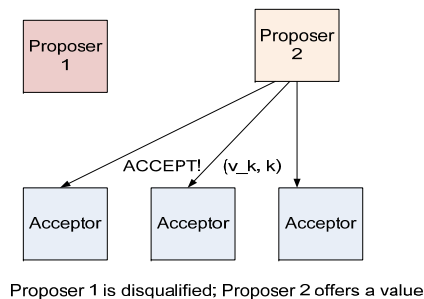 Proposer
1
Proposer
2
ACCEPT! (v_k, k)
Acceptor
Acceptor
Acceptor
Proposer 1 is disqualified; Proposer 2 offers a value